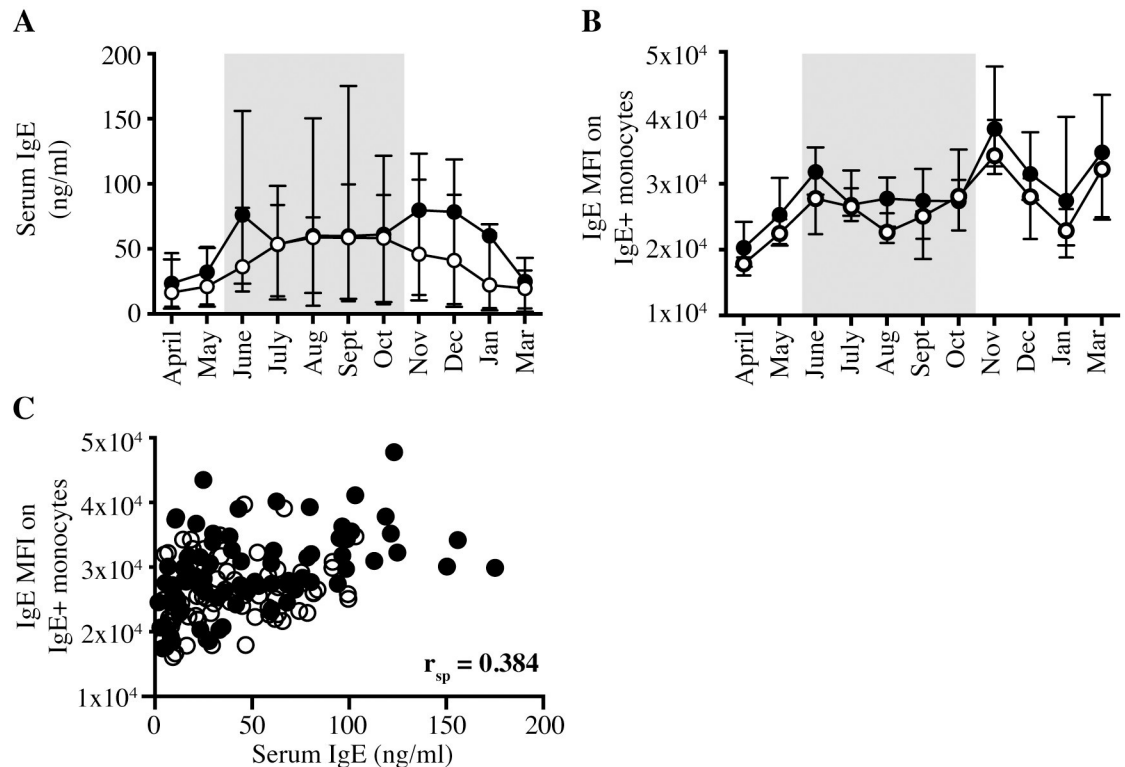 A
Serum IgE
(ng/ml)
200
150
100
50
0
April
May
June
July
Aug
Sept
Oct
Nov
Dec
Jan
Mar
B
IgE MFI on
IgE+ monocytes
5x10⁴
4x10⁴
3x10⁴
2x10⁴
1x10⁴
April
May
June
July
Aug
Sept
Oct
Nov
Dec
Jan
Mar
C
IgE MFI on
IgE+ monocytes
5x10⁴
4x10⁴
3x10⁴
2x10⁴
1x10⁴
r_sp = 0.384
0 50 100 150 200
Serum IgE (ng/ml)